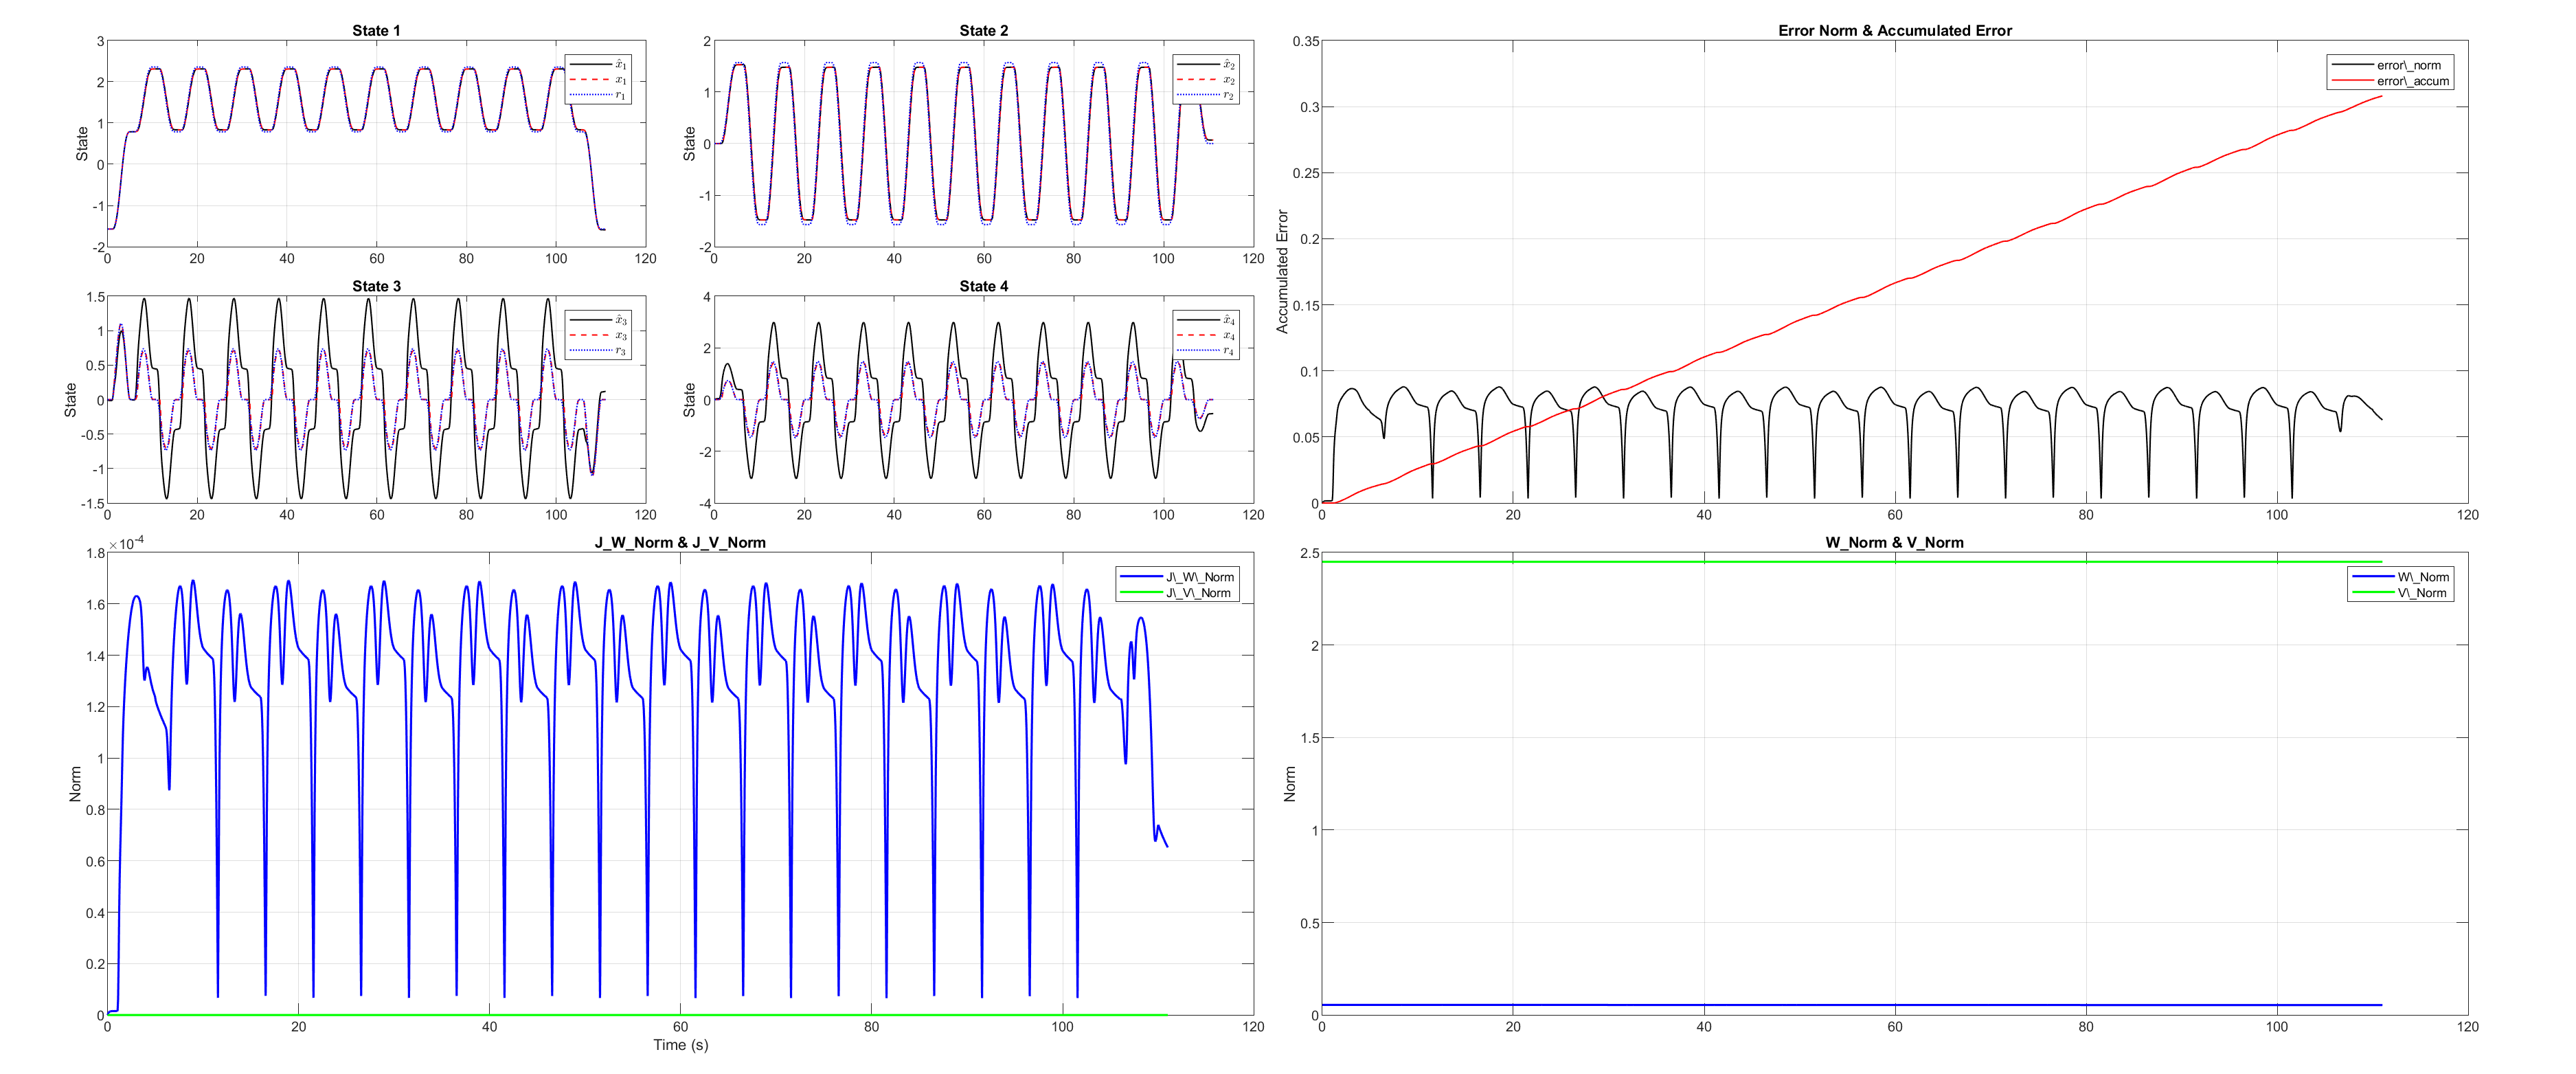 State 1
3
2
1
0
-1
-2
State
0 20 40 60 80 100 120
x̂₁
x₁
r₁
State 2
2
1
0
-1
-2
State
0 20 40 60 80 100 120
x̂₂
x₂
r₂
Error Norm & Accumulated Error
0.35
0.3
0.25
0.2
0.15
0.1
0.05
0
Accumulated Error
0 20 40 60 80 100 120
error\_norm
error\_accum
State 3
1.5
1
0.5
0
-0.5
-1
-1.5
State
0 20 40 60 80 100 120
x̂₃
x₃
r₃
State 4
4
2
0
-2
-4
State
0 20 40 60 80 100 120
x̂₄
x₄
r₄
J_W_Norm & J_V_Norm
×10⁻⁴
1.8
1.6
1.4
1.2
1
0.8
0.6
0.4
0.2
0
Norm
0 20 40 60 80 100 120
Time (s)
J\_W\_Norm
J\_V\_Norm
W_Norm & V_Norm
2.5
2
1.5
1
0.5
0
Norm
0 20 40 60 80 100 120
W\_Norm
V\_Norm